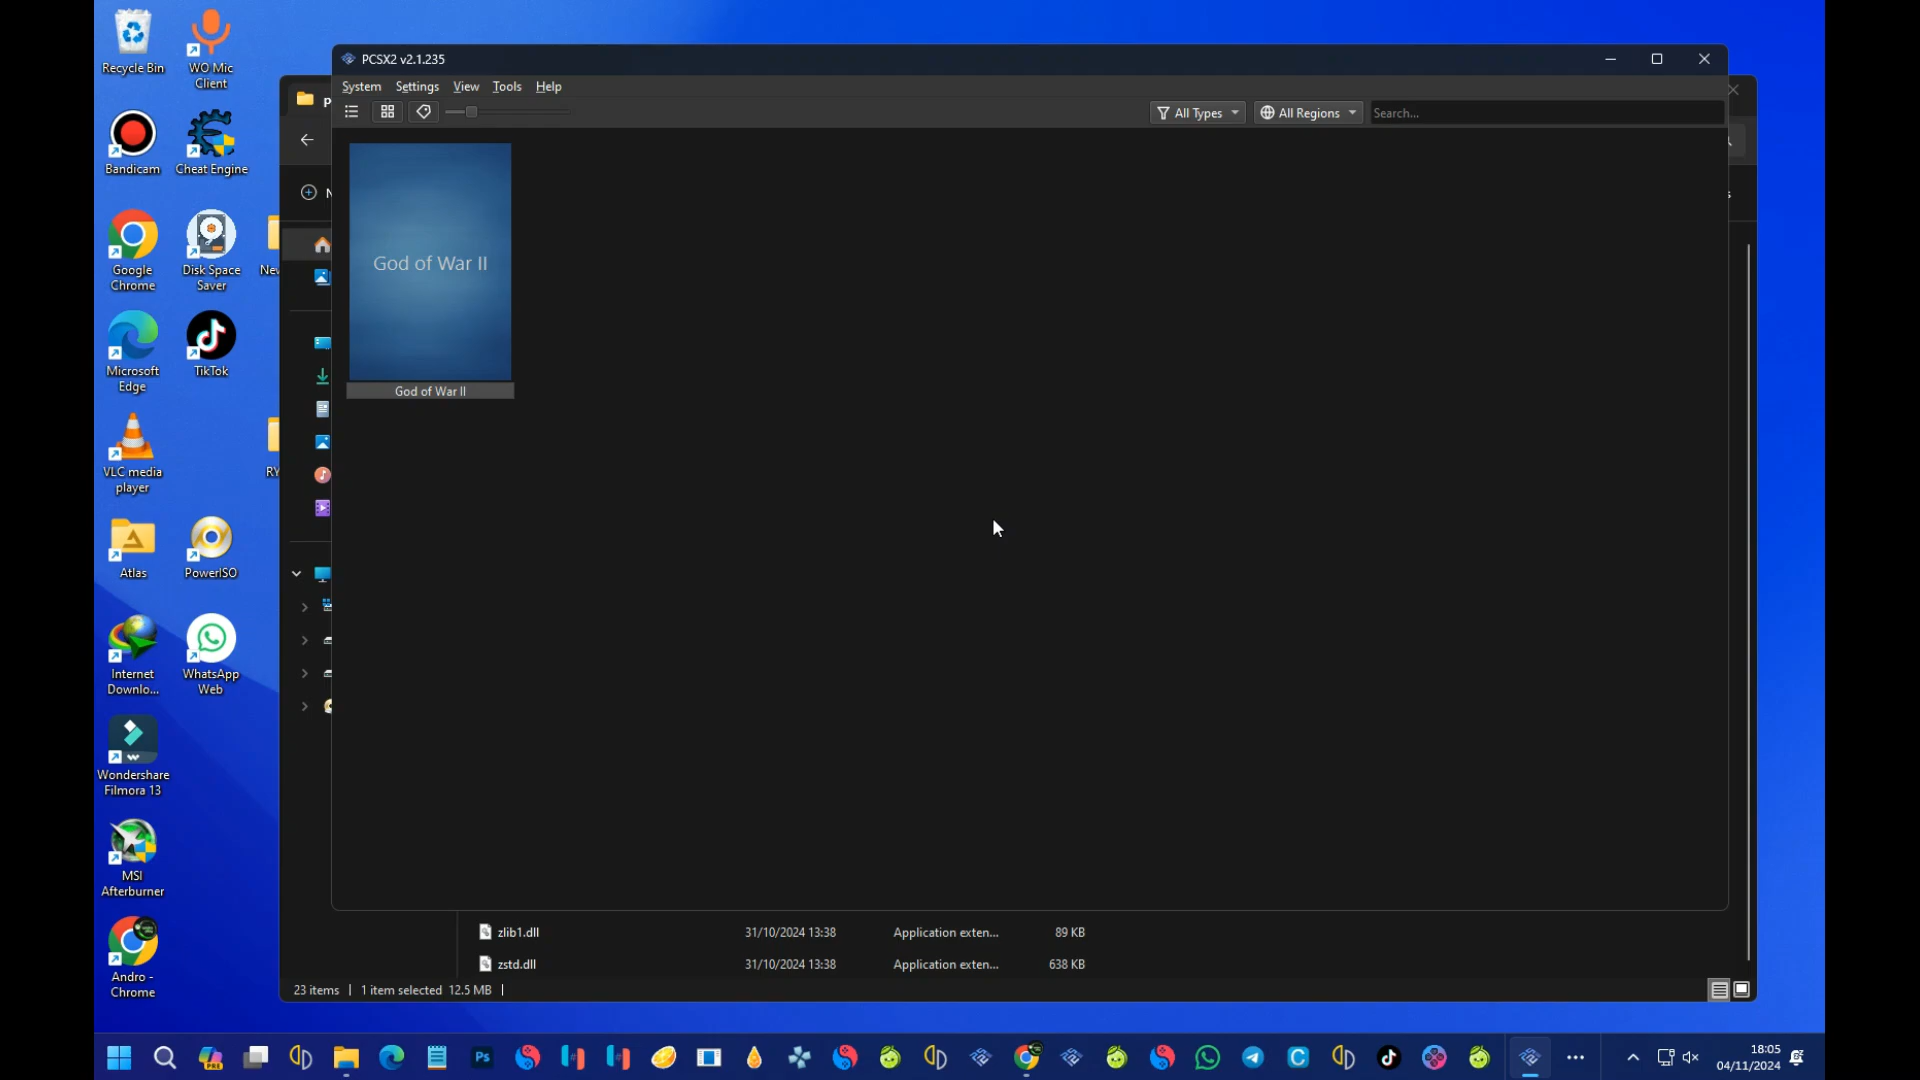 Recycle Bin
WO Mic
Client
Bandicam
Cheat Engine
Google
Chrome
Disk Space
Saver
New
Microsoft
Edge
TikTok
VLC media
player
RY
Atlas
PowerISO
Internet
Downlo...
WhatsApp
Web
Wondershare
Filmora 13
MSI
Afterburner
Andro -
Chrome
PCSX2 v2.1.235
System Settings View Tools Help
All Types All Regions Search...
God of War II
God of War II
zlib1.dll 31/10/2024 13:38 Application exten... 89 KB
zstd.dll 31/10/2024 13:38 Application exten... 638 KB
23 items | 1 item selected 12.5 MB |
PRE
Ps
18:05
04/11/2024